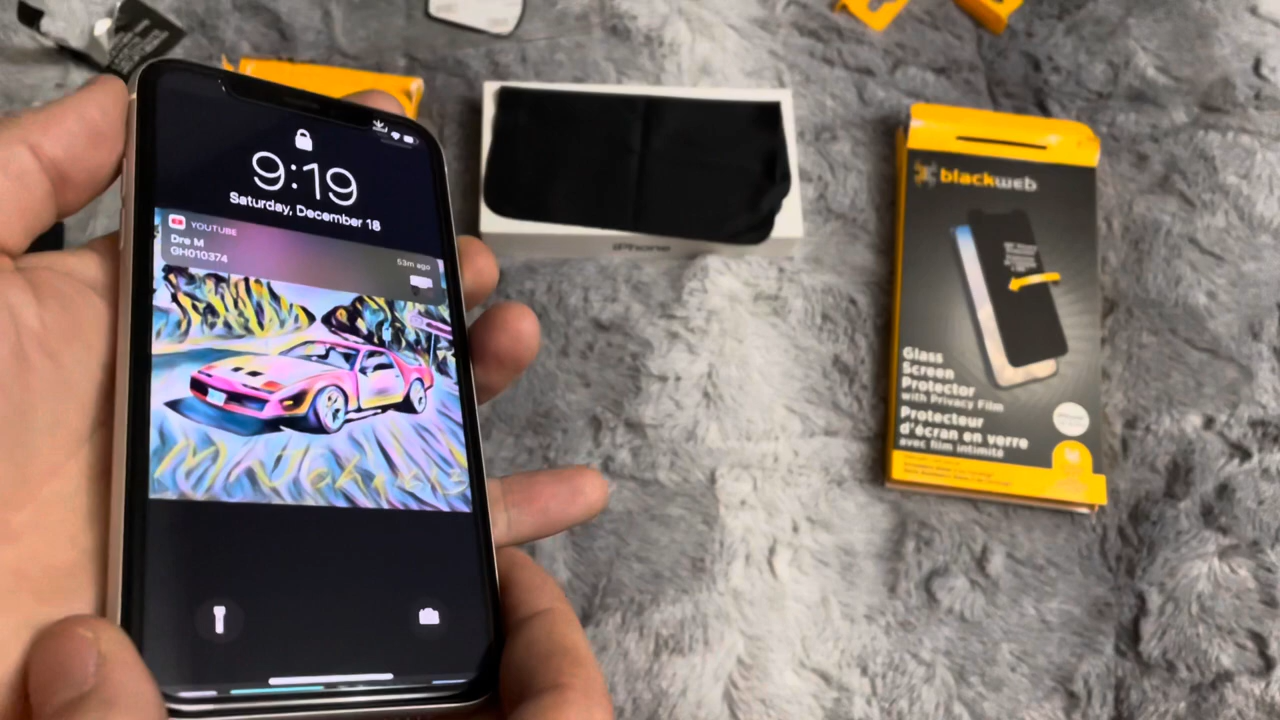 9:19
Saturday, December 18
YOUTUBE
53m ago
Dre M
GH010374
iPhone
blackweb
Glass
Screen
Protector
with Privacy Film
Protecteur
d'écran en verre
avec film intimité